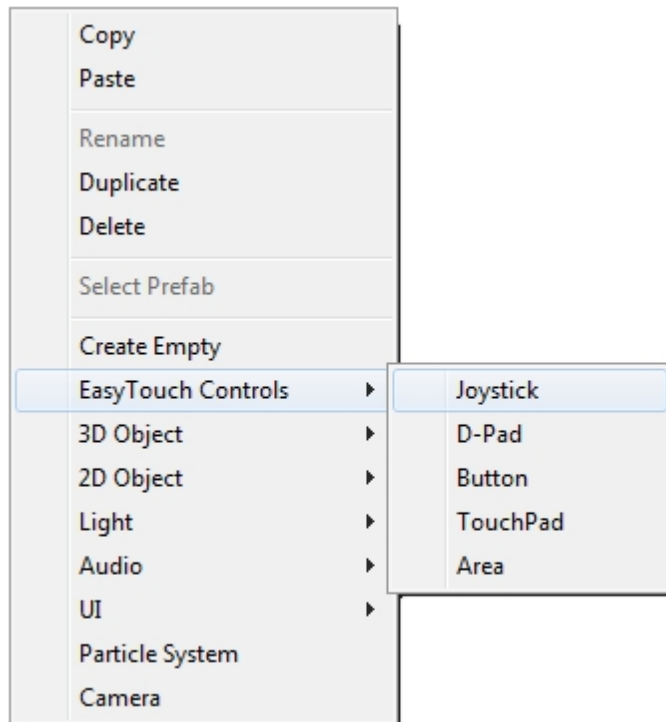 Copy
Paste
Rename
Duplicate
Delete
Select Prefab
Create Empty
EasyTouch Controls
3D Object
2D Object
Light
Audio
UI
Particle System
Camera
Joystick
D-Pad
Button
TouchPad
Area